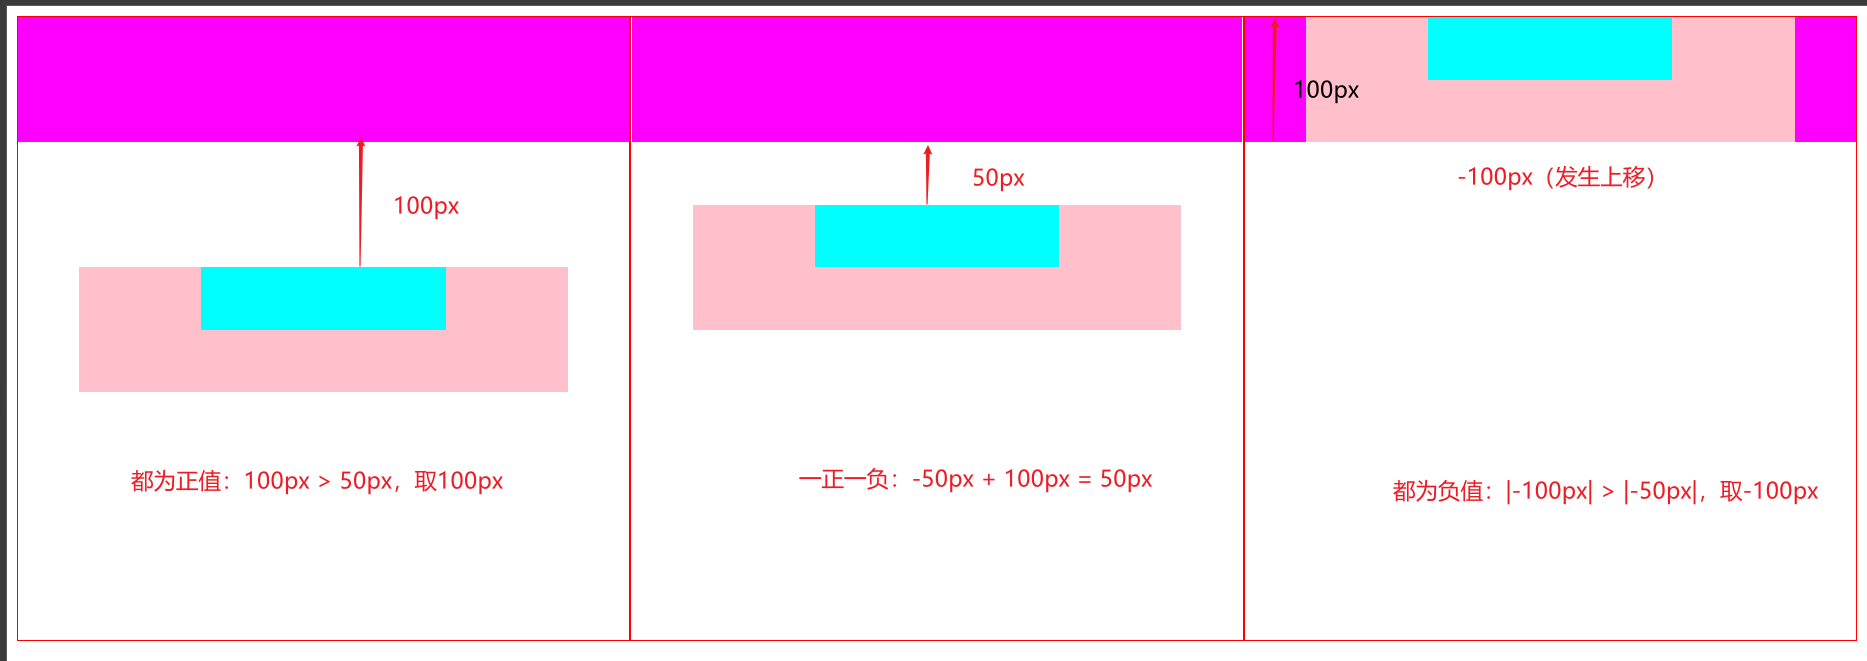 100px
都为正值：100px > 50px，取100px
50px
一正一负：-50px + 100px = 50px
100px
-100px（发生上移）
都为负值：|-100px| > |-50px|，取-100px